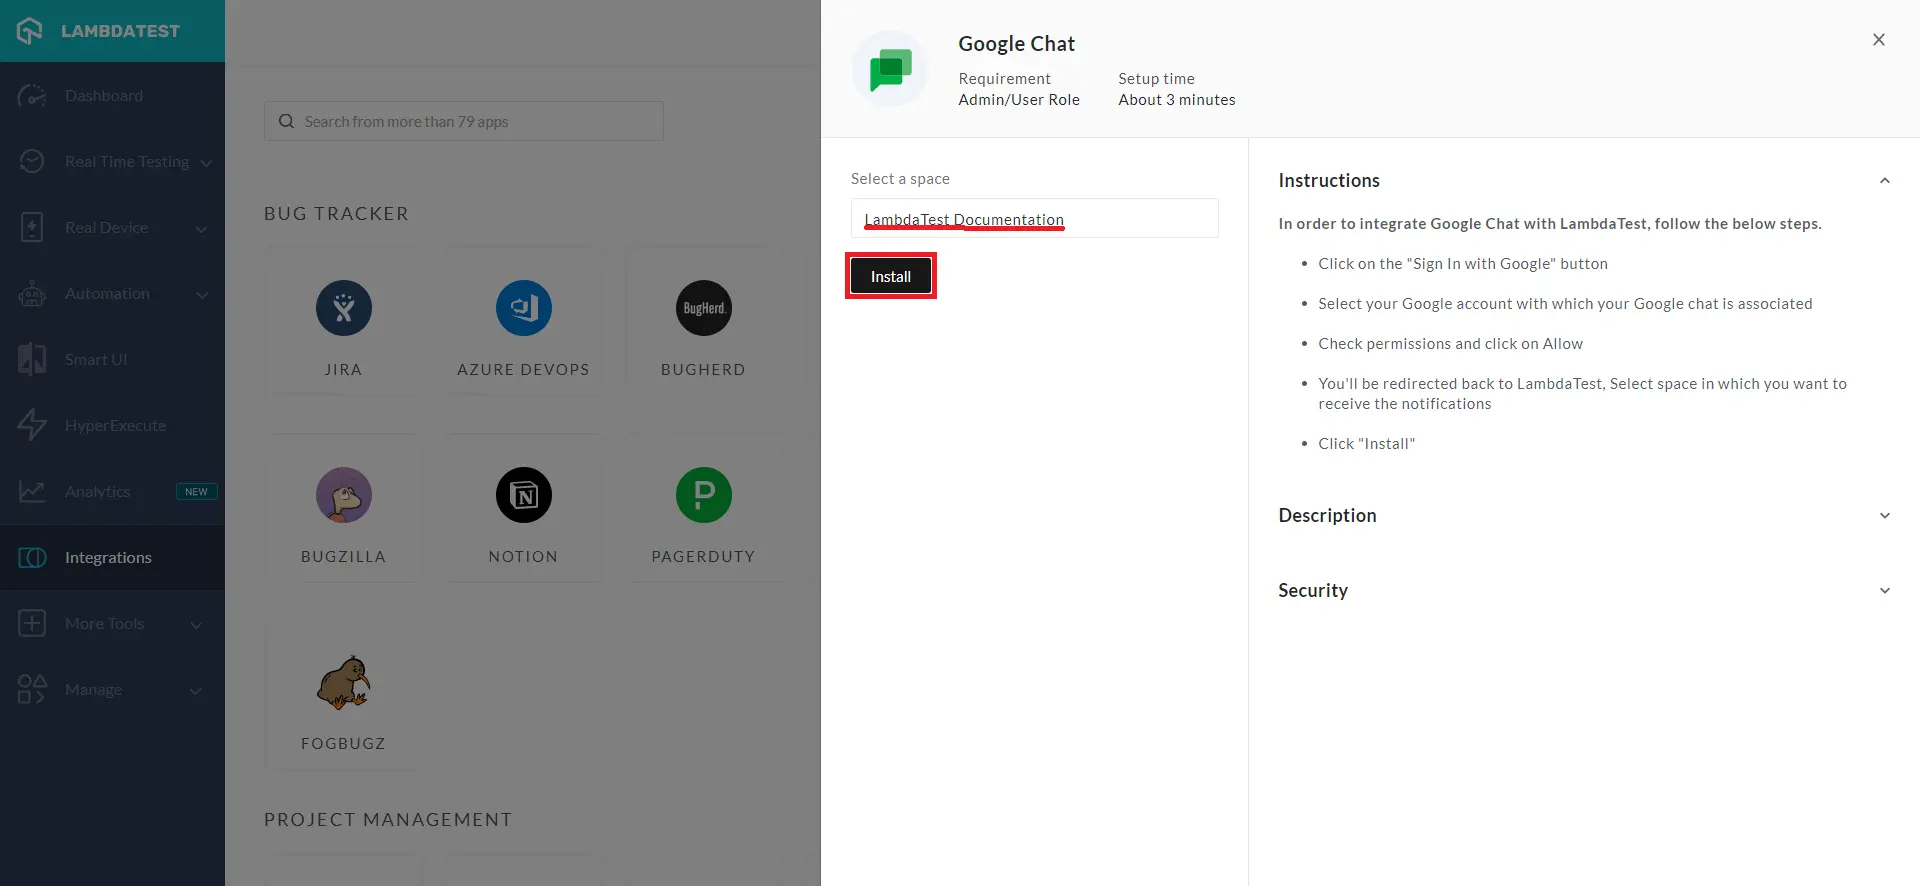 LAMBDATEST
Dashboard
Real Time Testing
Real Device
Automation
Smart UI
HyperExecute
Analytics NEW
Integrations
More Tools
Manage
Search from more than 79 apps
BUG TRACKER
JIRA
AZURE DEVOPS
BugHerd.
BUGHERD
BUGZILLA
N
NOTION
P
PAGERDUTY
FOGBUGZ
PROJECT MANAGEMENT
Google Chat
Requirement
Admin/User Role
Setup time
About 3 minutes
Select a space
LambdaTest Documentation
Install
Instructions
In order to integrate Google Chat with LambdaTest, follow the below steps.
• Click on the "Sign In with Google" button
• Select your Google account with which your Google chat is associated
• Check permissions and click on Allow
• You'll be redirected back to LambdaTest, Select space in which you want to
receive the notifications
• Click "Install"
Description
Security